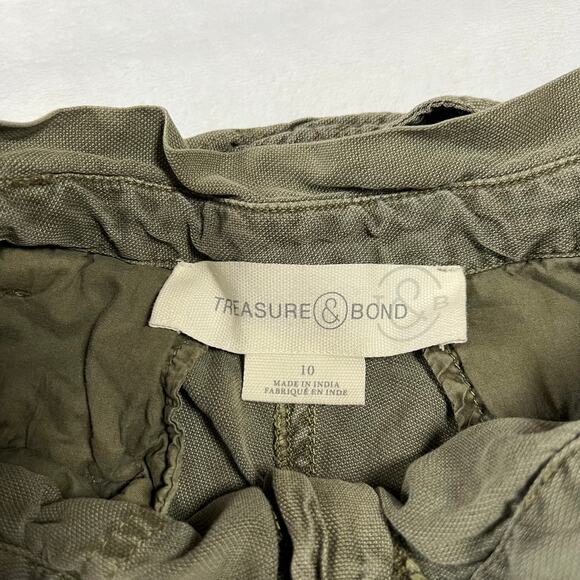 TREASURE & BOND
T & B
10
MADE IN INDIA
FABRIQUÉ EN INDE